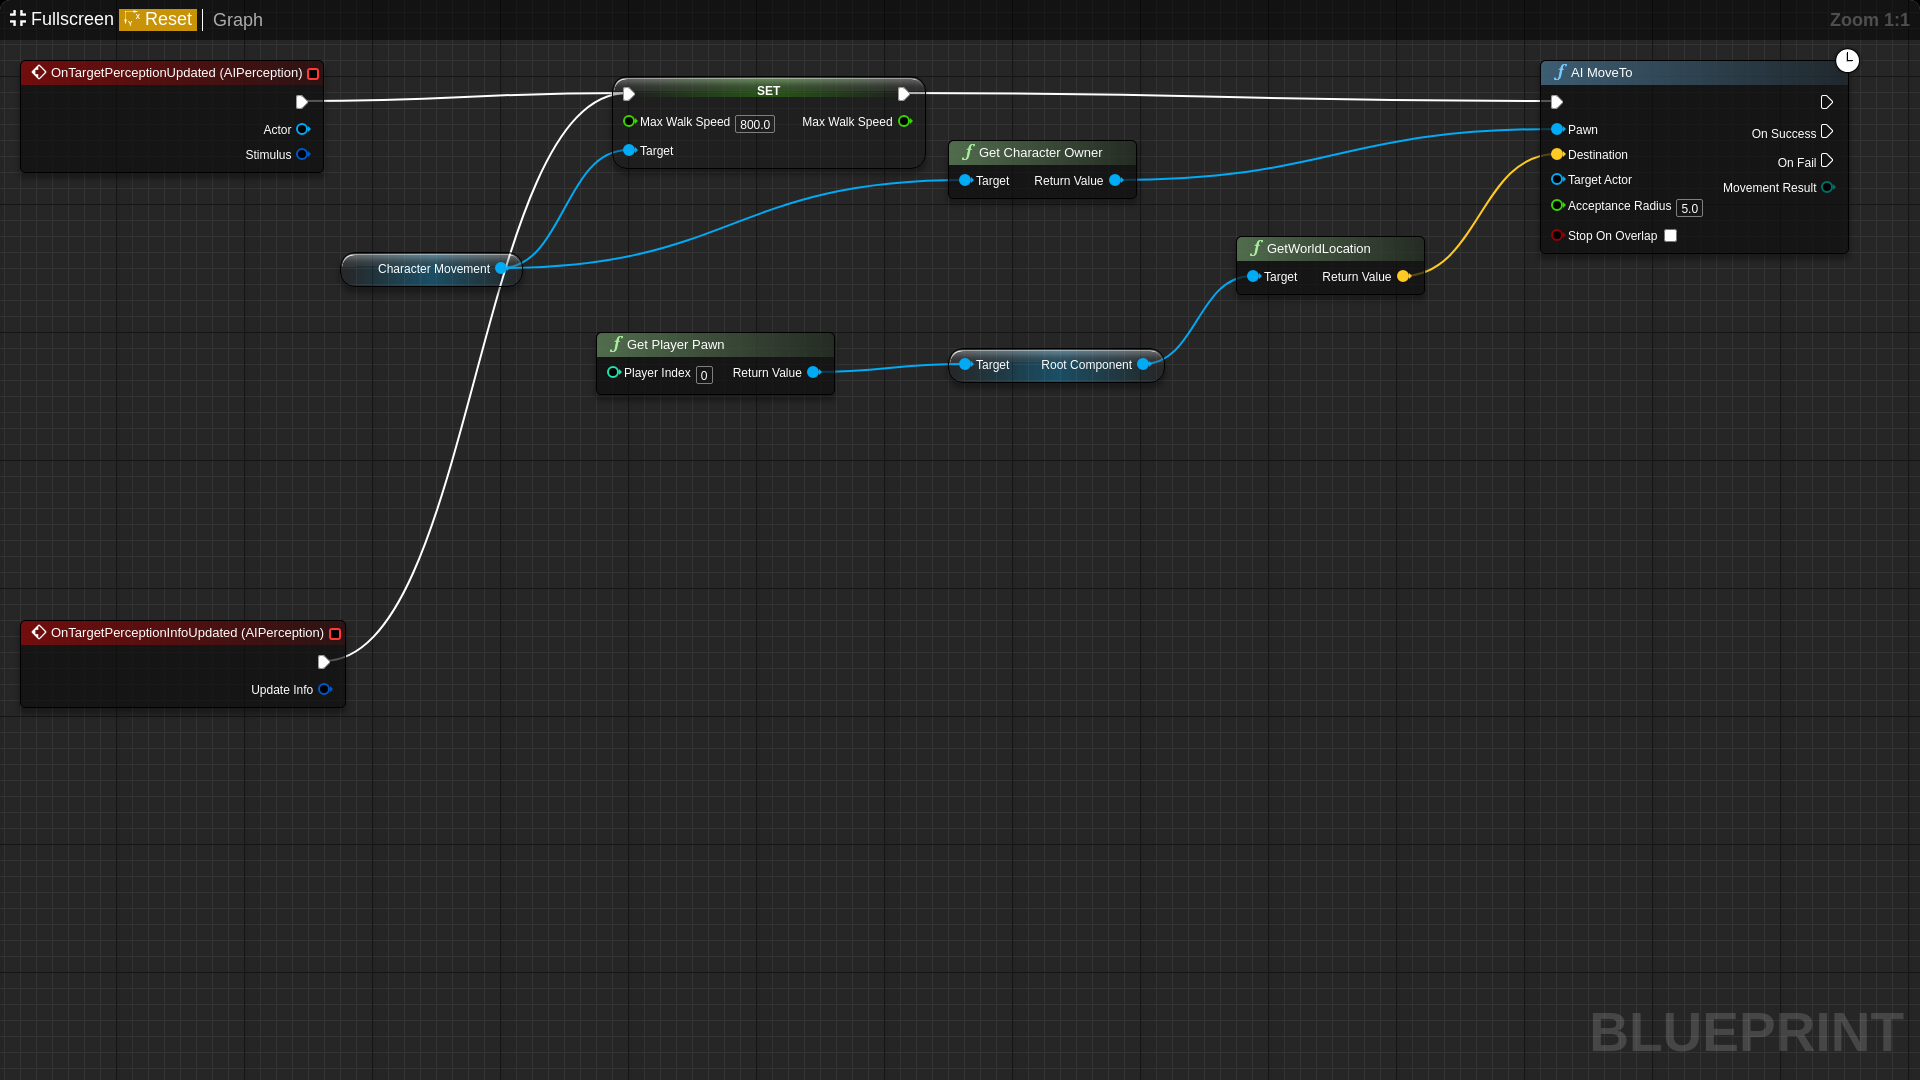 Fullscreen Reset Graph
Zoom 1:1
OnTargetPerceptionUpdated (AIPerception)
Actor
Stimulus
SET
Max Walk Speed 800.0 Max Walk Speed
Target
Get Character Owner
Target Return Value
AI MoveTo
Pawn
On Success
Destination
On Fail
Target Actor
Movement Result
Acceptance Radius 5.0
Stop On Overlap
Character Movement
GetWorldLocation
Target Return Value
Get Player Pawn
Player Index 0 Return Value
Target Root Component
OnTargetPerceptionInfoUpdated (AIPerception)
Update Info
BLUEPRINT